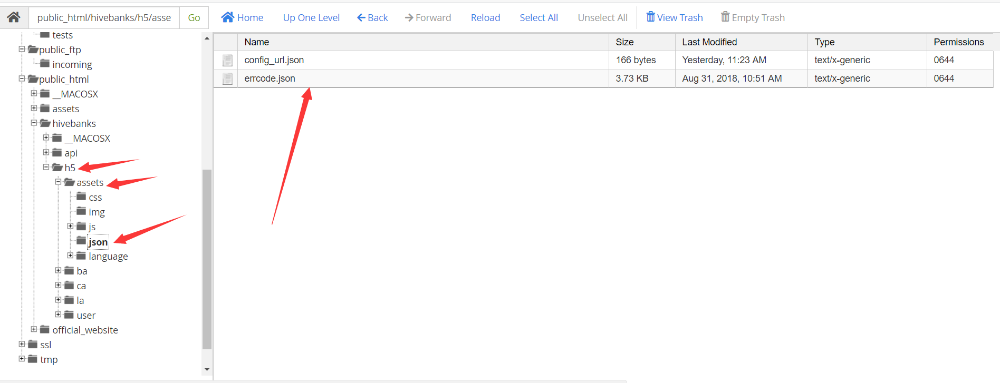 public_html/hivebanks/h5/asse Go Home Up One Level Back Forward Reload Select All Unselect All View Trash Empty Trash
tests
public_ftp
incoming
public_html
__MACOSX
assets
hivebanks
__MACOSX
api
h5
assets
css
img
js
json
language
ba
ca
la
user
official_website
ssl
tmp
Name Size Last Modified Type Permissions
config_url.json 166 bytes Yesterday, 11:23 AM text/x-generic 0644
errcode.json 3.73 KB Aug 31, 2018, 10:51 AM text/x-generic 0644